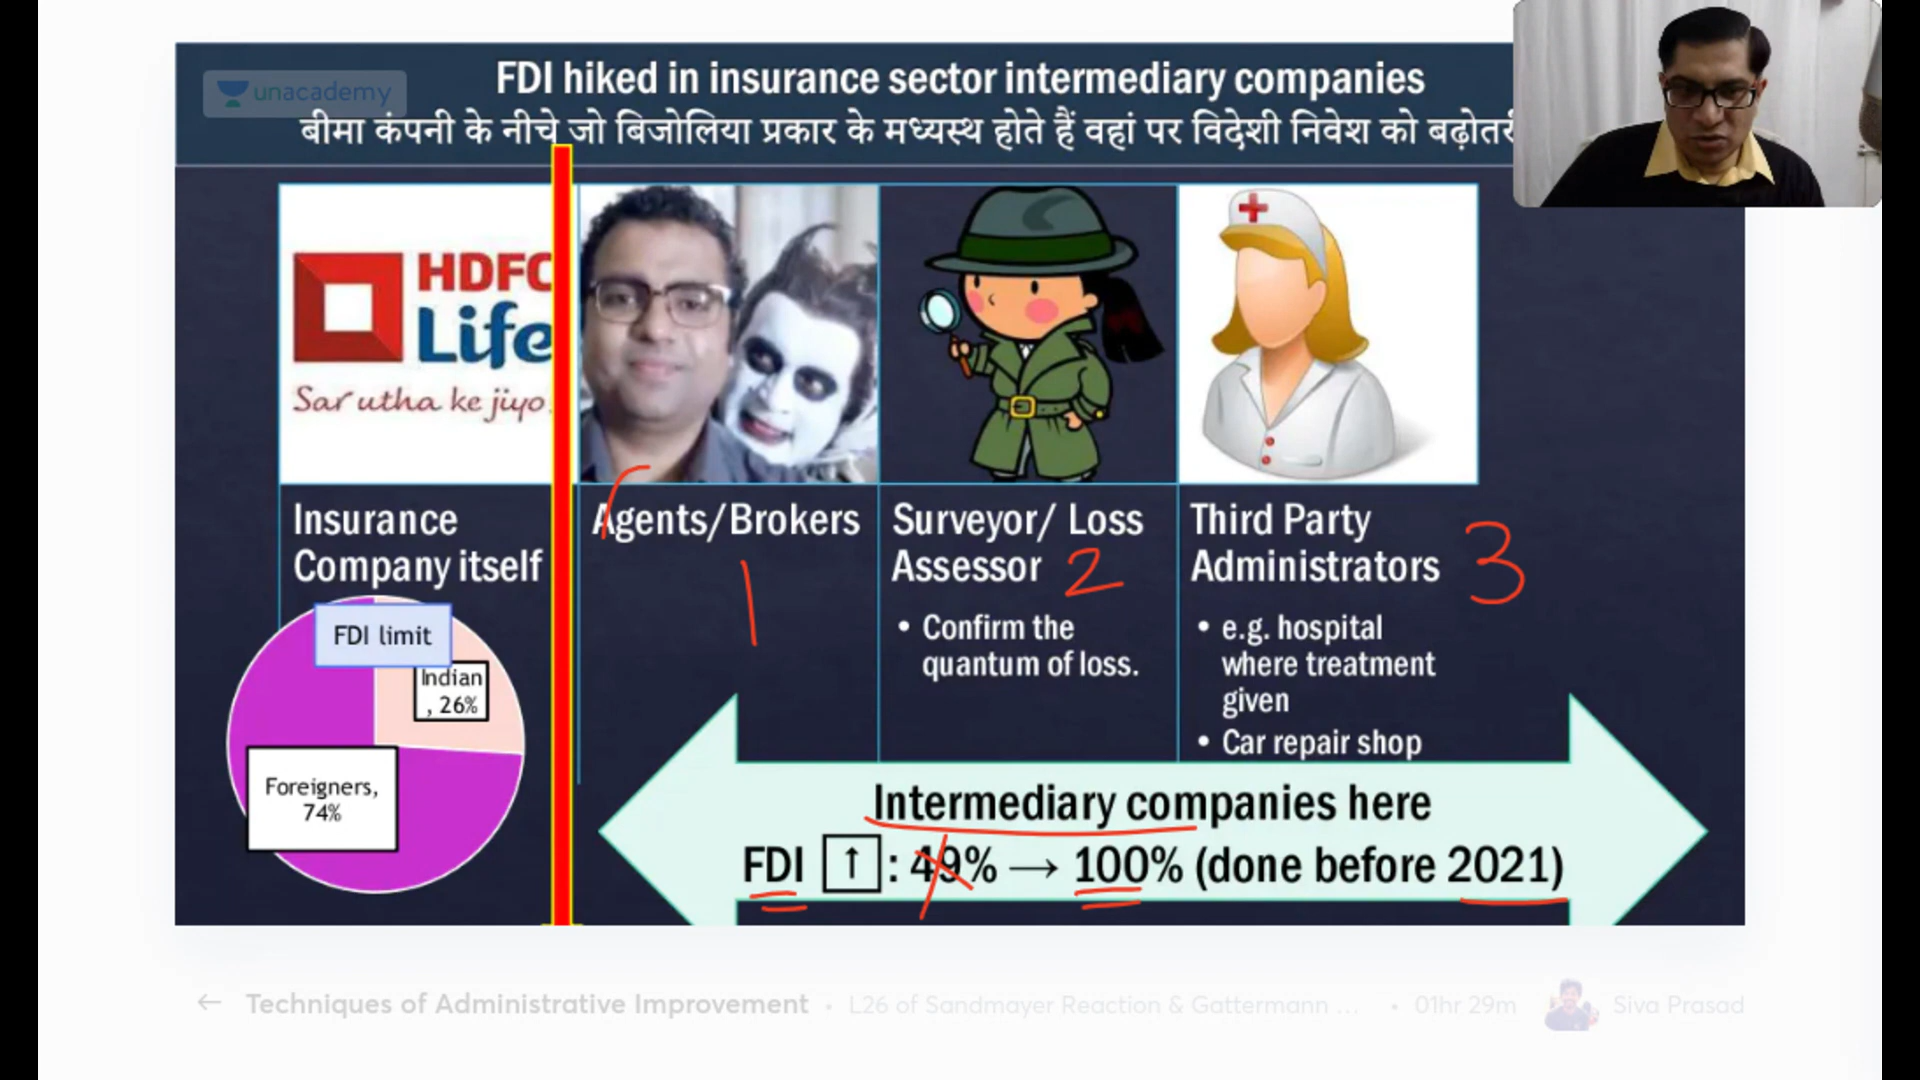 unacademy
FDI hiked in insurance sector intermediary companies
बीमा कंपनी के नीचे जो बिजोलिया प्रकार के मध्यस्थ होते हैं वहां पर विदेशी निवेश को बढ़ोतरी
HDFC
Life
Sar utha ke jiyo.
Insurance
Company itself
FDI limit
Indian
, 26%
Foreigners,
74%
Agents/Brokers
1
Surveyor/ Loss
Assessor 2
• Confirm the
quantum of loss.
Third Party
Administrators 3
• e.g. hospital
where treatment
given
• Car repair shop
Intermediary companies here
FDI ↑: 49% → 100% (done before 2021)
← Techniques of Administrative Improvement • L26 of Sandmayer Reaction & Gattermann ... • 01hr 29m Siva Prasad